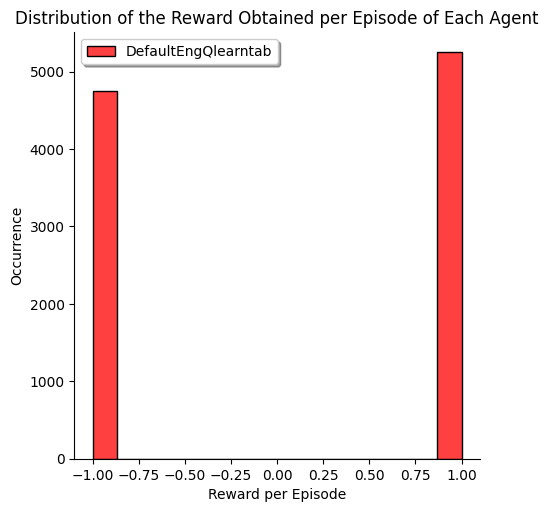 Distribution of the Reward Obtained per Episode of Each Agent
DefaultEngQlearntab
5000
4000
3000
2000
1000
0
Occurrence
−1.00 −0.75 −0.50 −0.25 0.00 0.25 0.50 0.75 1.00
Reward per Episode